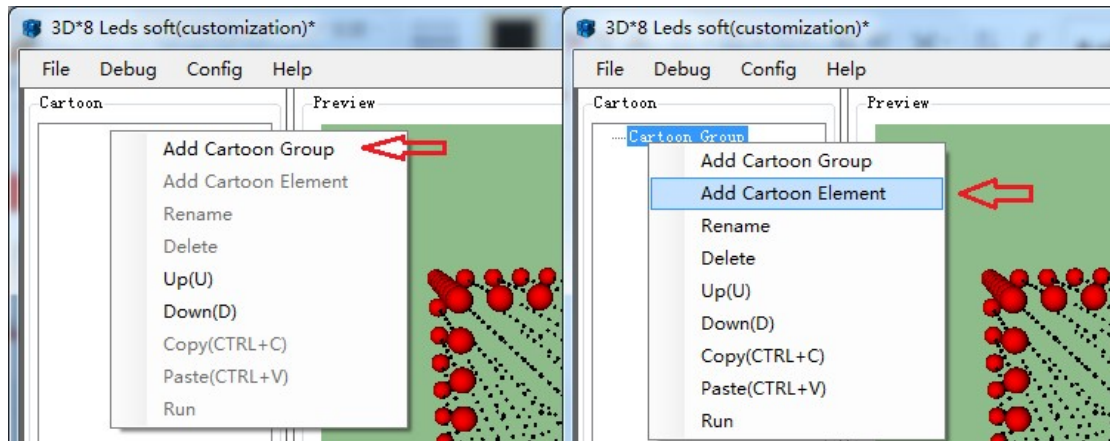 3D*8 Leds soft(customization)*
File Debug Config Help
Cartoon
Preview
Add Cartoon Group
Add Cartoon Element
Rename
Delete
Up(U)
Down(D)
Copy(CTRL+C)
Paste(CTRL+V)
Run
3D*8 Leds soft(customization)*
File Debug Config Help
Cartoon
Preview
Cartoon Group
Add Cartoon Group
Add Cartoon Element
Rename
Delete
Up(U)
Down(D)
Copy(CTRL+C)
Paste(CTRL+V)
Run